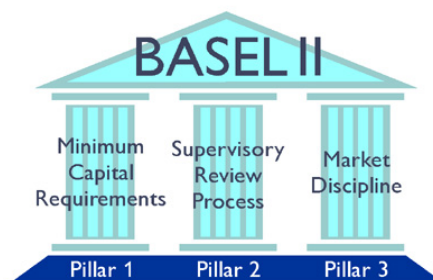 BASEL II
Minimum
Capital
Requirements
Supervisory
Review
Process
Market
Discipline
Pillar 1
Pillar 2
Pillar 3